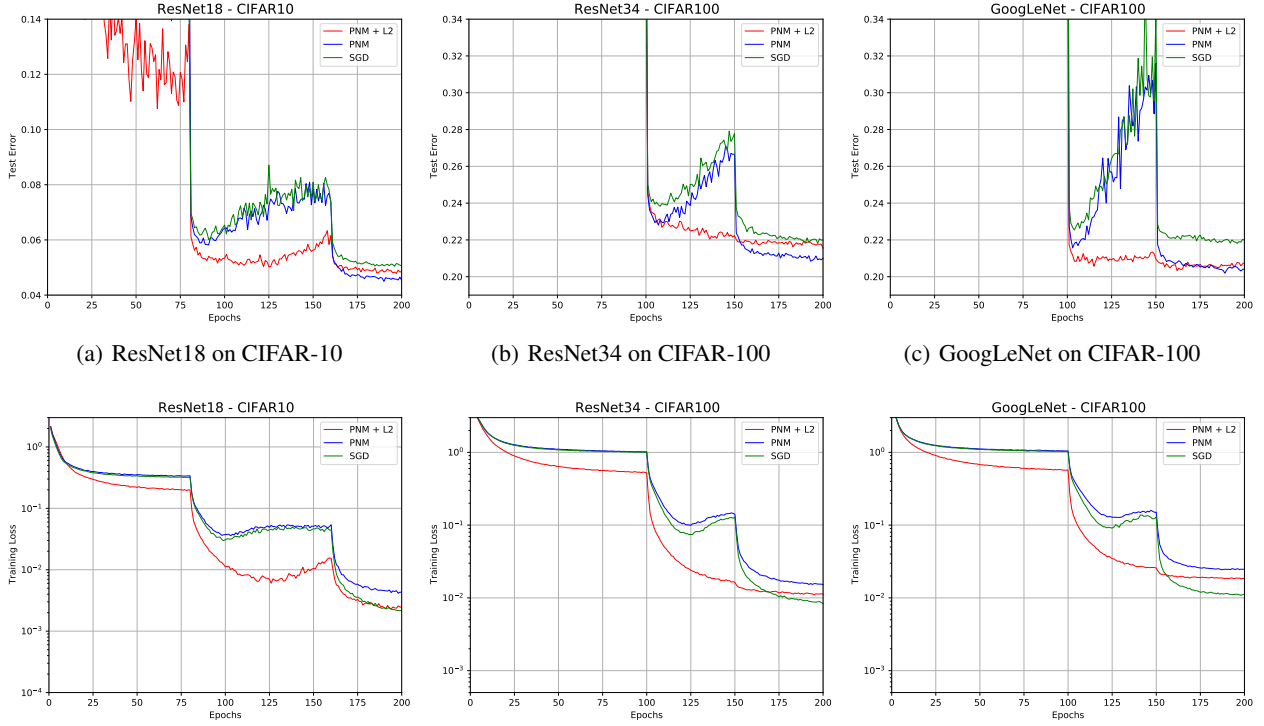 ResNet18 - CIFAR10
PNM + L2
PNM
SGD
0.14
0.12
0.10
0.08
0.06
0.04
Test Error
0 25 50 75 100 125 150 175 200
Epochs
ResNet34 - CIFAR100
PNM + L2
PNM
SGD
0.34
0.32
0.30
0.28
0.26
0.24
0.22
0.20
Test Error
0 25 50 75 100 125 150 175 200
Epochs
GoogLeNet - CIFAR100
PNM + L2
PNM
SGD
0.34
0.32
0.30
0.28
0.26
0.24
0.22
0.20
Test Error
0 25 50 75 100 125 150 175 200
Epochs
(a) ResNet18 on CIFAR-10
(b) ResNet34 on CIFAR-100
(c) GoogLeNet on CIFAR-100
ResNet18 - CIFAR10
PNM + L2
PNM
SGD
10⁰
10⁻¹
10⁻²
10⁻³
10⁻⁴
Training Loss
0 25 50 75 100 125 150 175 200
Epochs
ResNet34 - CIFAR100
PNM + L2
PNM
SGD
10⁰
10⁻¹
10⁻²
10⁻³
Training Loss
0 25 50 75 100 125 150 175 200
Epochs
GoogLeNet - CIFAR100
PNM + L2
PNM
SGD
10⁰
10⁻¹
10⁻²
10⁻³
Training Loss
0 25 50 75 100 125 150 175 200
Epochs